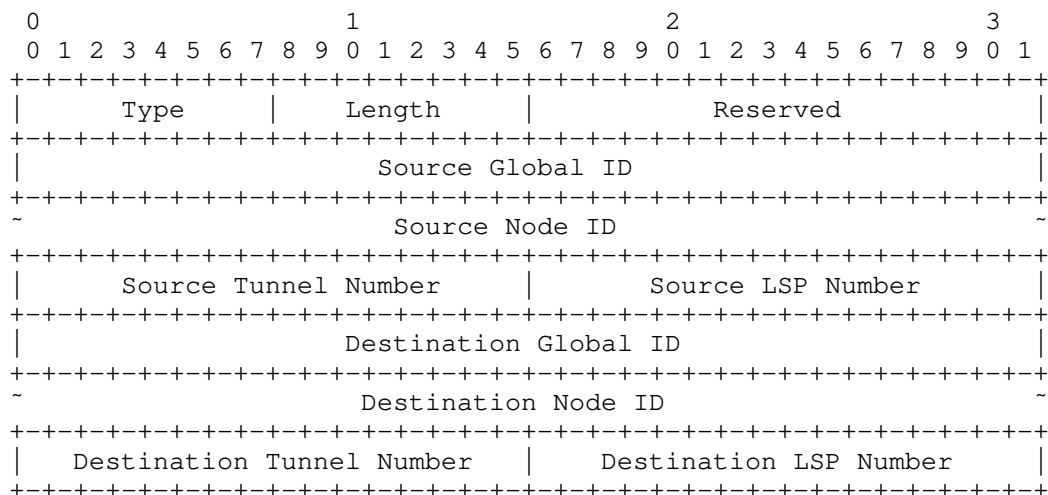 0                   1                   2                   3
 0 1 2 3 4 5 6 7 8 9 0 1 2 3 4 5 6 7 8 9 0 1 2 3 4 5 6 7 8 9 0 1
+-+-+-+-+-+-+-+-+-+-+-+-+-+-+-+-+-+-+-+-+-+-+-+-+-+-+-+-+-+-+-+-+
|      Type     |    Length     |           Reserved            |
+-+-+-+-+-+-+-+-+-+-+-+-+-+-+-+-+-+-+-+-+-+-+-+-+-+-+-+-+-+-+-+-+
|                      Source Global ID                         |
+-+-+-+-+-+-+-+-+-+-+-+-+-+-+-+-+-+-+-+-+-+-+-+-+-+-+-+-+-+-+-+-+
~                       Source Node ID                          ~
+-+-+-+-+-+-+-+-+-+-+-+-+-+-+-+-+-+-+-+-+-+-+-+-+-+-+-+-+-+-+-+-+
|      Source Tunnel Number     |       Source LSP Number       |
+-+-+-+-+-+-+-+-+-+-+-+-+-+-+-+-+-+-+-+-+-+-+-+-+-+-+-+-+-+-+-+-+
|                    Destination Global ID                      |
+-+-+-+-+-+-+-+-+-+-+-+-+-+-+-+-+-+-+-+-+-+-+-+-+-+-+-+-+-+-+-+-+
~                     Destination Node ID                       ~
+-+-+-+-+-+-+-+-+-+-+-+-+-+-+-+-+-+-+-+-+-+-+-+-+-+-+-+-+-+-+-+-+
|   Destination Tunnel Number   |    Destination LSP Number     |
+-+-+-+-+-+-+-+-+-+-+-+-+-+-+-+-+-+-+-+-+-+-+-+-+-+-+-+-+-+-+-+-+